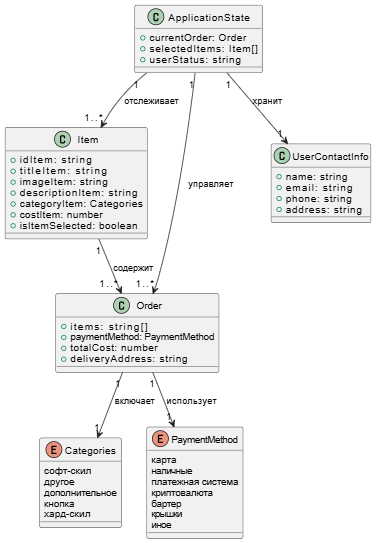 C ApplicationState
currentOrder: Order
selectedItems: Item[]
userStatus: string
1 1 1
отслеживает
хранит
1..*
1
C Item
idItem: string
titleItem: string
imageItem: string
descriptionItem: string
categoryItem: Categories
costItem: number
isItemSelected: boolean
C UserContactInfo
name: string
email: string
phone: string
address: string
управляет
1
содержит
1..* 1..*
C Order
items: string[]
paymentMethod: PaymentMethod
totalCost: number
deliveryAddress: string
1 1
включает использует
1 1
E Categories
софт-скил
другое
дополнительное
кнопка
хард-скил
E PaymentMethod
карта
наличные
платежная система
криптовалюта
бартер
крышки
иное